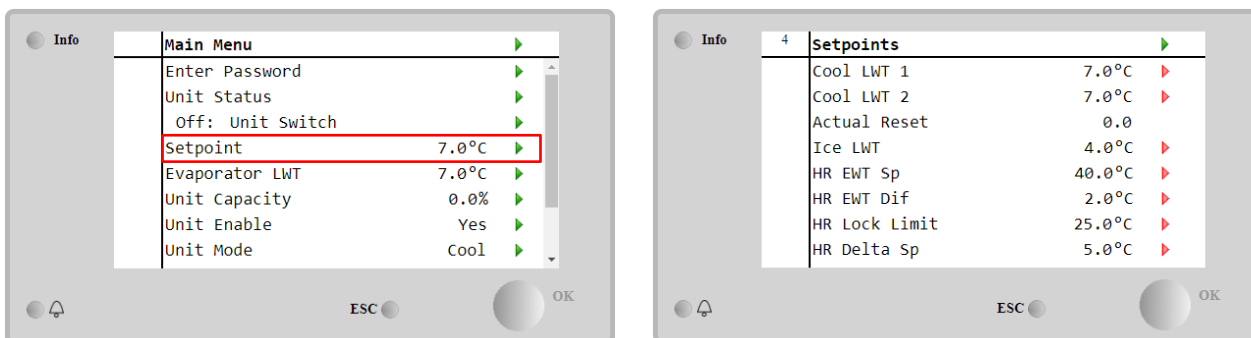 Info
Main Menu
Enter Password
Unit Status
Off: Unit Switch
Setpoint 7.0°C
Evaporator LWT 7.0°C
Unit Capacity 0.0%
Unit Enable Yes
Unit Mode Cool
ESC
OK
Info
4 Setpoints
Cool LWT 1 7.0°C
Cool LWT 2 7.0°C
Actual Reset 0.0
Ice LWT 4.0°C
HR EWT Sp 40.0°C
HR EWT Dif 2.0°C
HR Lock Limit 25.0°C
HR Delta Sp 5.0°C
ESC
OK